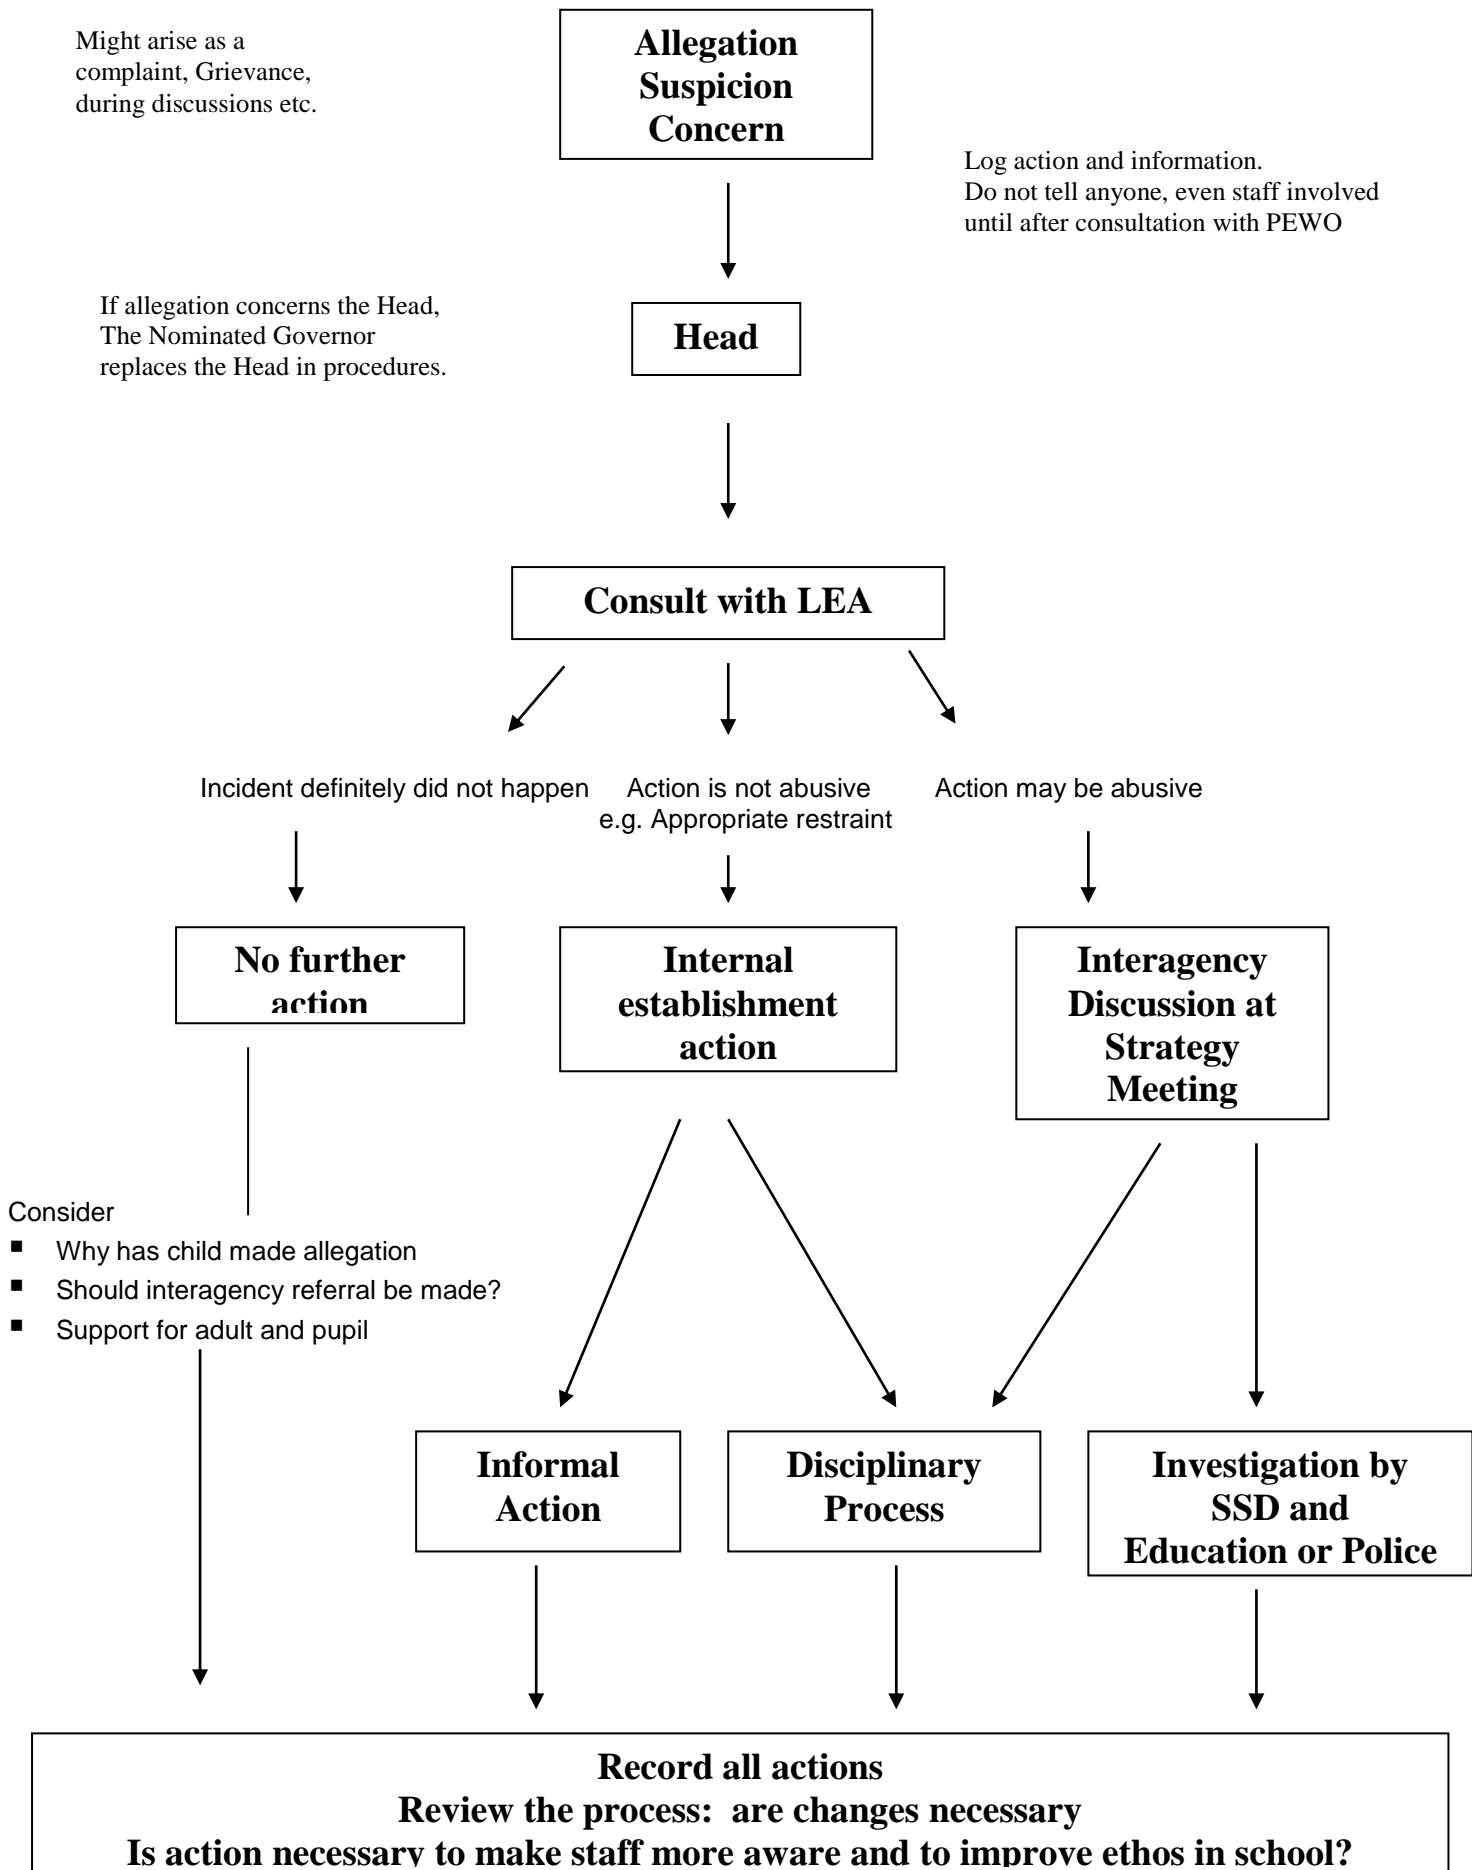 Might arise as a
complaint, Grievance,
during discussions etc.
Allegation
Suspicion
Concern
Log action and information.
Do not tell anyone, even staff involved
until after consultation with PEWO
If allegation concerns the Head,
The Nominated Governor
replaces the Head in procedures.
Head
Consult with LEA
Incident definitely did not happen
Action is not abusive
e.g. Appropriate restraint
Action may be abusive
No further
action
Internal
establishment
action
Interagency
Discussion at
Strategy
Meeting
Consider
▪ Why has child made allegation
▪ Should interagency referral be made?
▪ Support for adult and pupil
Informal
Action
Disciplinary
Process
Investigation by
SSD and
Education or Police
Record all actions
Review the process:  are changes necessary
Is action necessary to make staff more aware and to improve ethos in school?